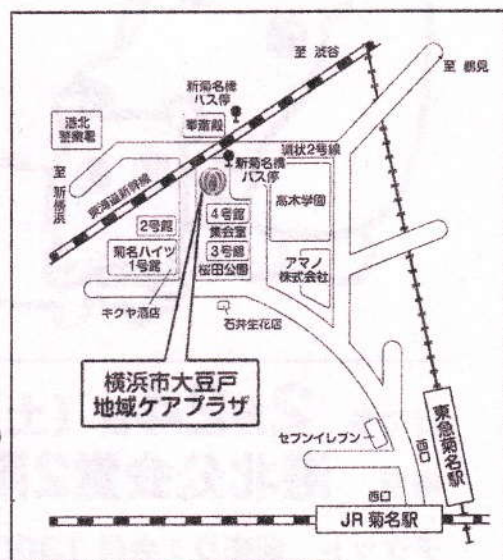 至 渋谷
至 鶴見
新菊名橋
バス停
奉斎殿
港北
警察署
環状2号線
新菊名橋
バス停
至 新横浜
東海道新幹線
高木学園
4号館
集会室
2号館
3号館
菊名ハイツ
1号館
桜田公園
アマノ
株式会社
キクヤ酒店
石井生花店
横浜市大豆戸
地域ケアプラザ
セブンイレブン
西口
東急菊名駅
西口
JR 菊名駅